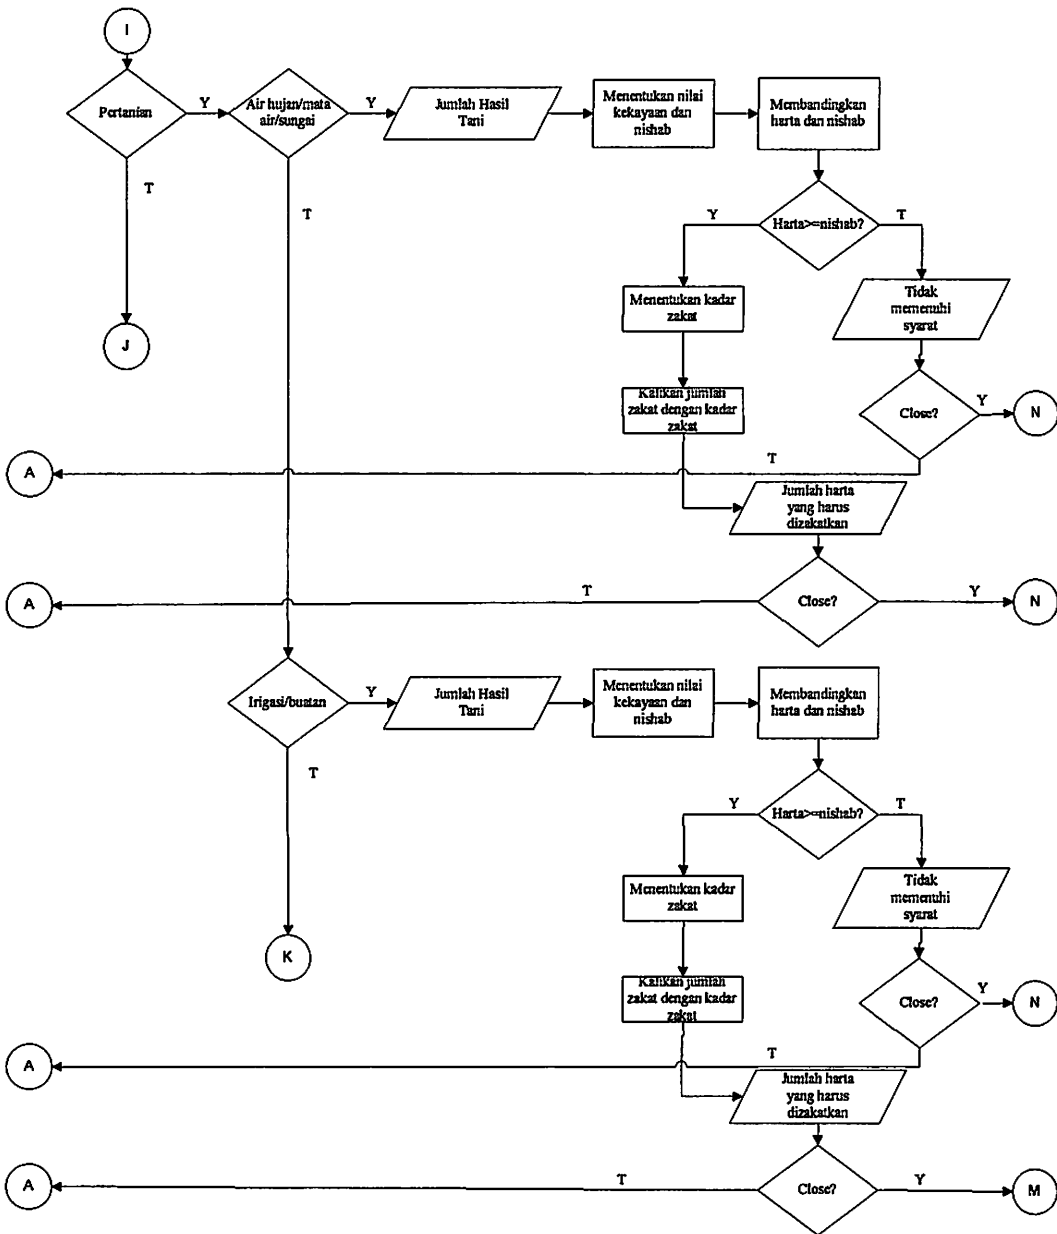 I
Pertanian
Y
Air hujan/mata
air/sungai
Y
Jumlah Hasil
Tani
Menentukan nilai
kekayaan dan
nishab
Membandingkan
harta dan nishab
T
T
Y
Harta>=nishab?
T
Menentukan kadar
zakat
Tidak
memenuhi
syarat
J
Kalikan jumlah
zakat dengan kadar
zakat
Close?
Y
N
A
T
Jumlah harta
yang harus
dizakatkan
A
T
Close?
Y
N
Irigasi/buatan
Y
Jumlah Hasil
Tani
Menentukan nilai
kekayaan dan
nishab
Membandingkan
harta dan nishab
T
Y
Harta>=nishab?
T
Menentukan kadar
zakat
Tidak
memenuhi
syarat
K
Kalikan jumlah
zakat dengan kadar
zakat
Close?
Y
N
A
T
Jumlah harta
yang harus
dizakatkan
A
T
Close?
Y
M